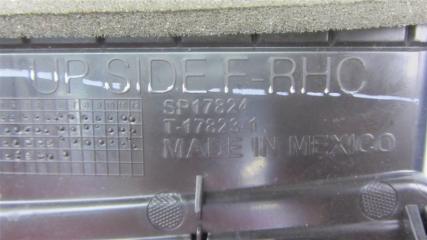 UP SIDE F-RHC
SP17824
T-17823-1
MADE IN MEXICO